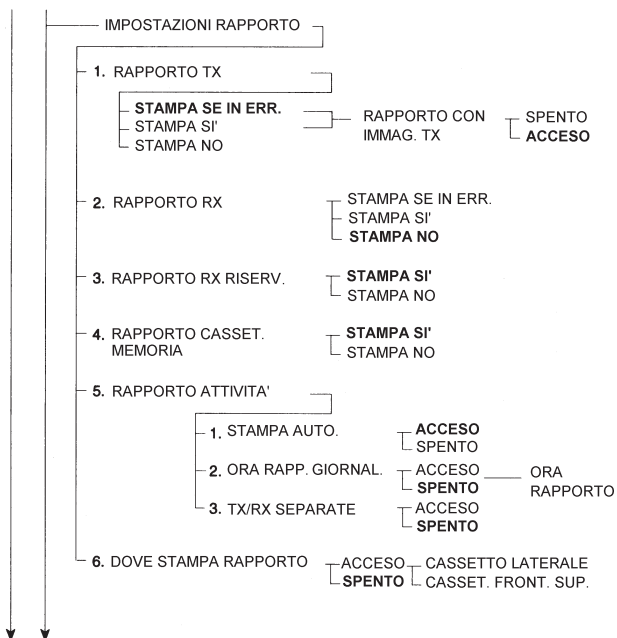 IMPOSTAZIONI RAPPORTO
1. RAPPORTO TX
STAMPA SE IN ERR.
STAMPA SI'
STAMPA NO
RAPPORTO CON
IMMAG. TX
SPENTO
ACCESO
2. RAPPORTO RX
STAMPA SE IN ERR.
STAMPA SI'
STAMPA NO
3. RAPPORTO RX RISERV.
STAMPA SI'
STAMPA NO
4. RAPPORTO CASSET.
MEMORIA
STAMPA SI'
STAMPA NO
5. RAPPORTO ATTIVITA'
1. STAMPA AUTO.
ACCESO
SPENTO
2. ORA RAPP. GIORNAL.
ACCESO
SPENTO
ORA
RAPPORTO
3. TX/RX SEPARATE
ACCESO
SPENTO
6. DOVE STAMPA RAPPORTO
ACCESO
SPENTO
CASSETTO LATERALE
CASSET. FRONT. SUP.